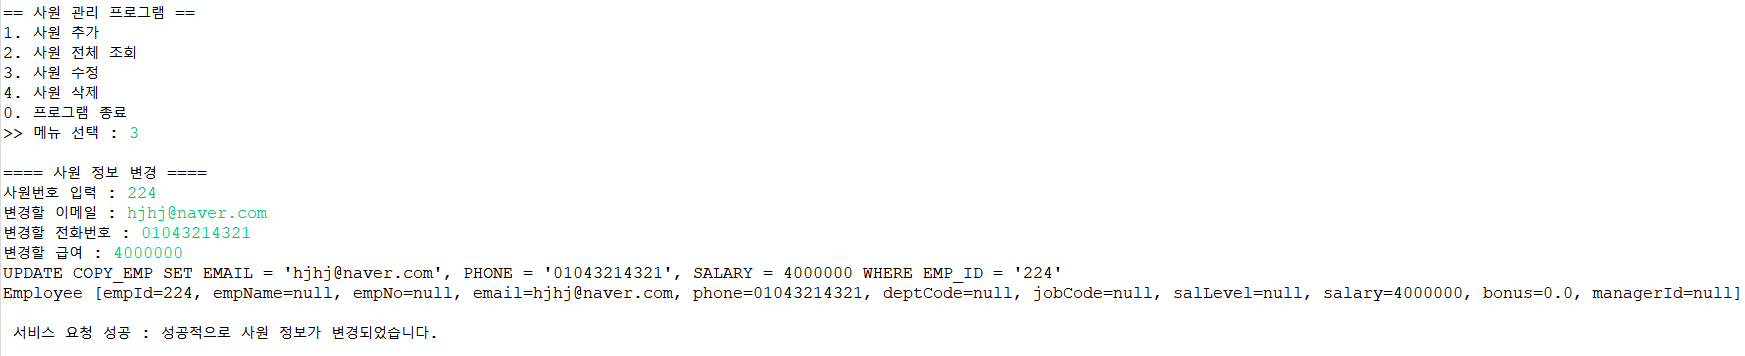 == 사원 관리 프로그램 ==
1. 사원 추가
2. 사원 전체 조회
3. 사원 수정
4. 사원 삭제
0. 프로그램 종료
>> 메뉴 선택 : 3
==== 사원 정보 변경 ====
사원번호 입력 : 224
변경할 이메일 : hjhj@naver.com
변경할 전화번호 : 01043214321
변경할 급여 : 4000000
UPDATE COPY_EMP SET EMAIL = 'hjhj@naver.com', PHONE = '01043214321', SALARY = 4000000 WHERE EMP_ID = '224'
Employee [empId=224, empName=null, empNo=null, email=hjhj@naver.com, phone=01043214321, deptCode=null, jobCode=null, salLevel=null, salary=4000000, bonus=0.0, managerId=null]
서비스 요청 성공 : 성공적으로 사원 정보가 변경되었습니다.